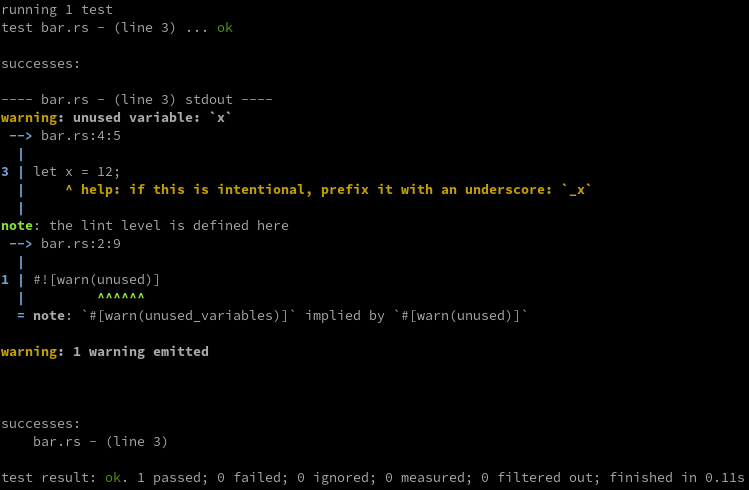 running 1 test
test bar.rs - (line 3) ... ok

successes:

---- bar.rs - (line 3) stdout ----
warning: unused variable: `x`
 --> bar.rs:4:5
  |
3 | let x = 12;
  |     ^ help: if this is intentional, prefix it with an underscore: `_x`
  |
note: the lint level is defined here
 --> bar.rs:2:9
  |
1 | #![warn(unused)]
  |         ^^^^^^
  = note: `#[warn(unused_variables)]` implied by `#[warn(unused)]`

warning: 1 warning emitted

successes:
    bar.rs - (line 3)

test result: ok. 1 passed; 0 failed; 0 ignored; 0 measured; 0 filtered out; finished in 0.11s